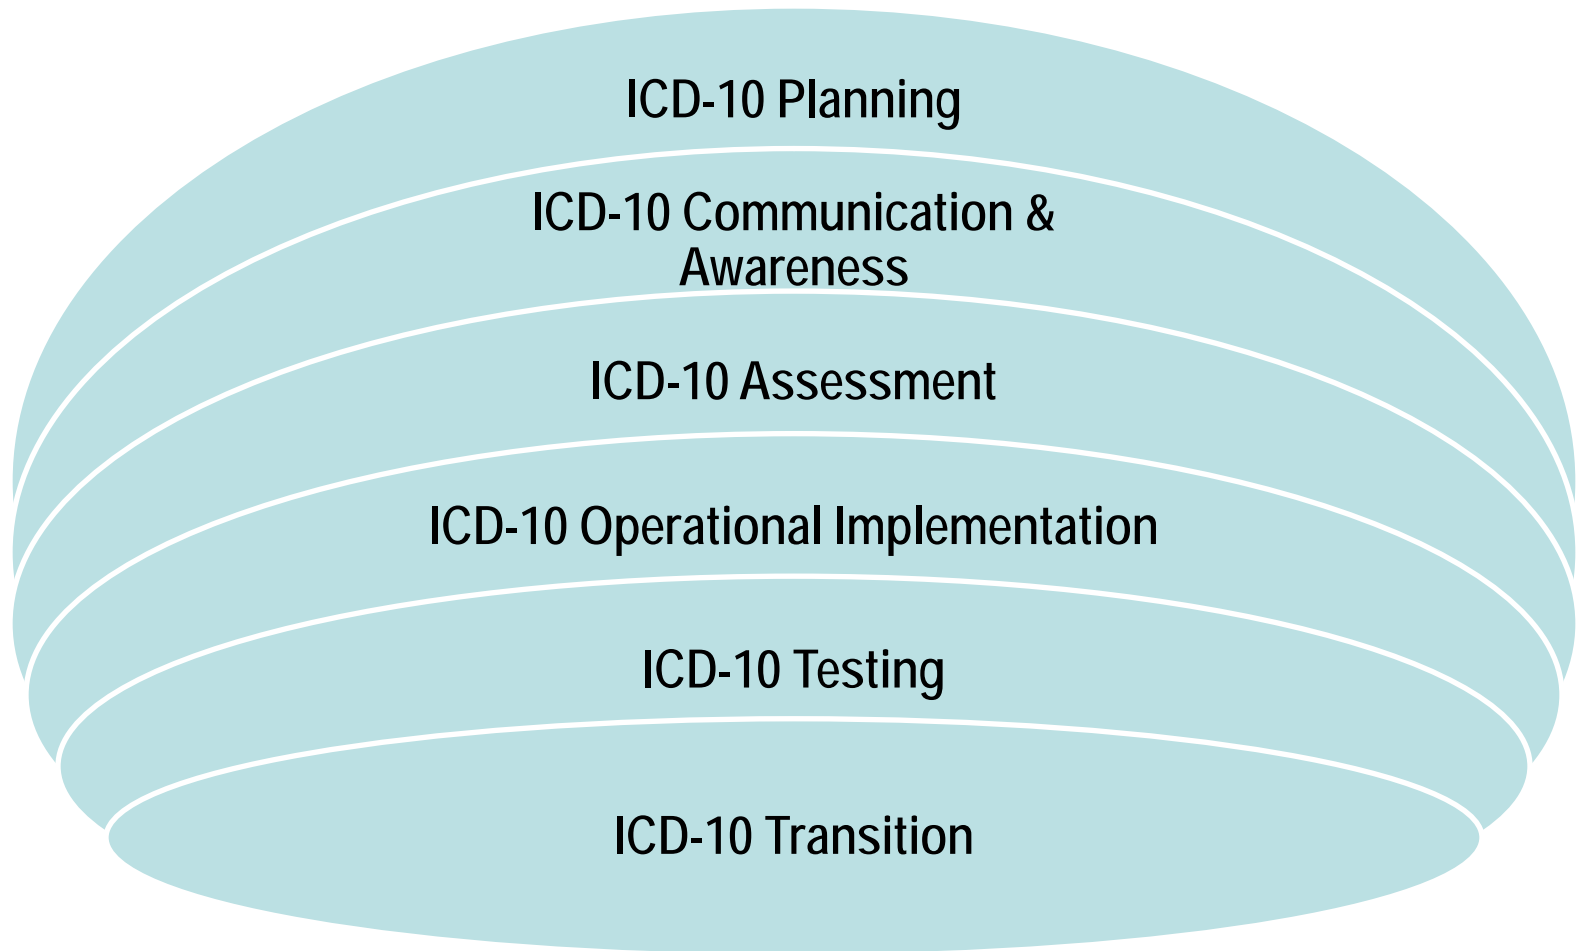 ICD-10 Planning
ICD-10 Communication &
Awareness
ICD-10 Assessment
ICD-10 Operational Implementation
ICD-10 Testing
ICD-10 Transition